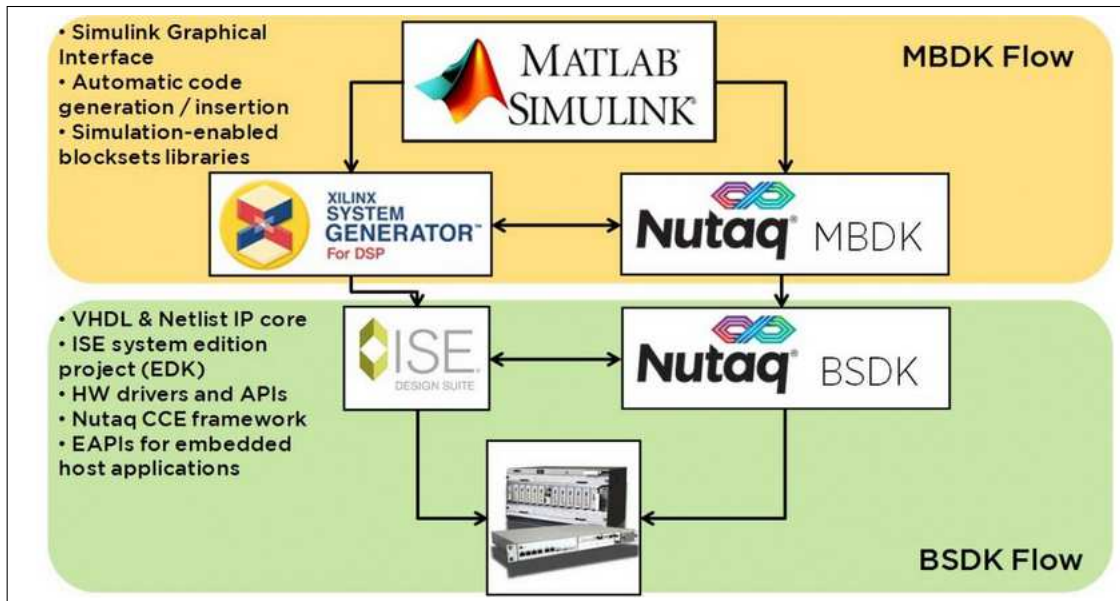 • Simulink Graphical
Interface
• Automatic code
generation / insertion
• Simulation-enabled
blocksets libraries
MATLAB®
SIMULINK®
MBDK Flow
XILINX
SYSTEM
GENERATOR™
For DSP
Nutaq® MBDK
• VHDL & Netlist IP core
• ISE system edition
project (EDK)
• HW drivers and APIs
• Nutaq CCE framework
• EAPIs for embedded
host applications
ISE®
DESIGN SUITE
Nutaq® BSDK
BSDK Flow